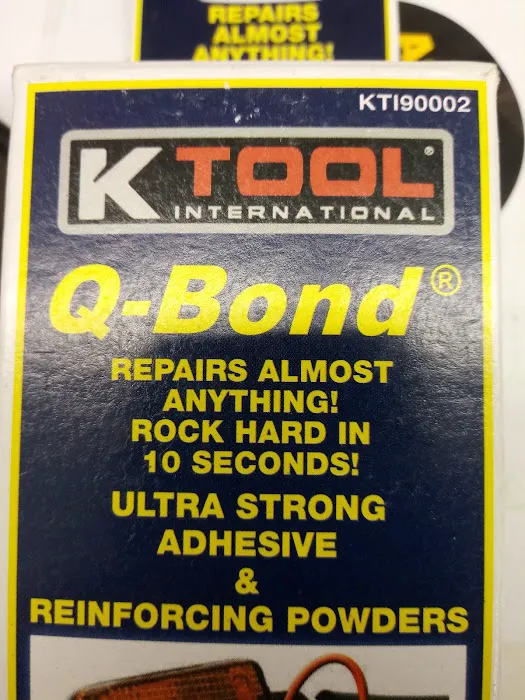 REPAIRS
ALMOST
ANYTHING!
KTI90002
K TOOL®
INTERNATIONAL
Q-Bond®
REPAIRS ALMOST
ANYTHING!
ROCK HARD IN
10 SECONDS!
ULTRA STRONG
ADHESIVE
&
REINFORCING POWDERS